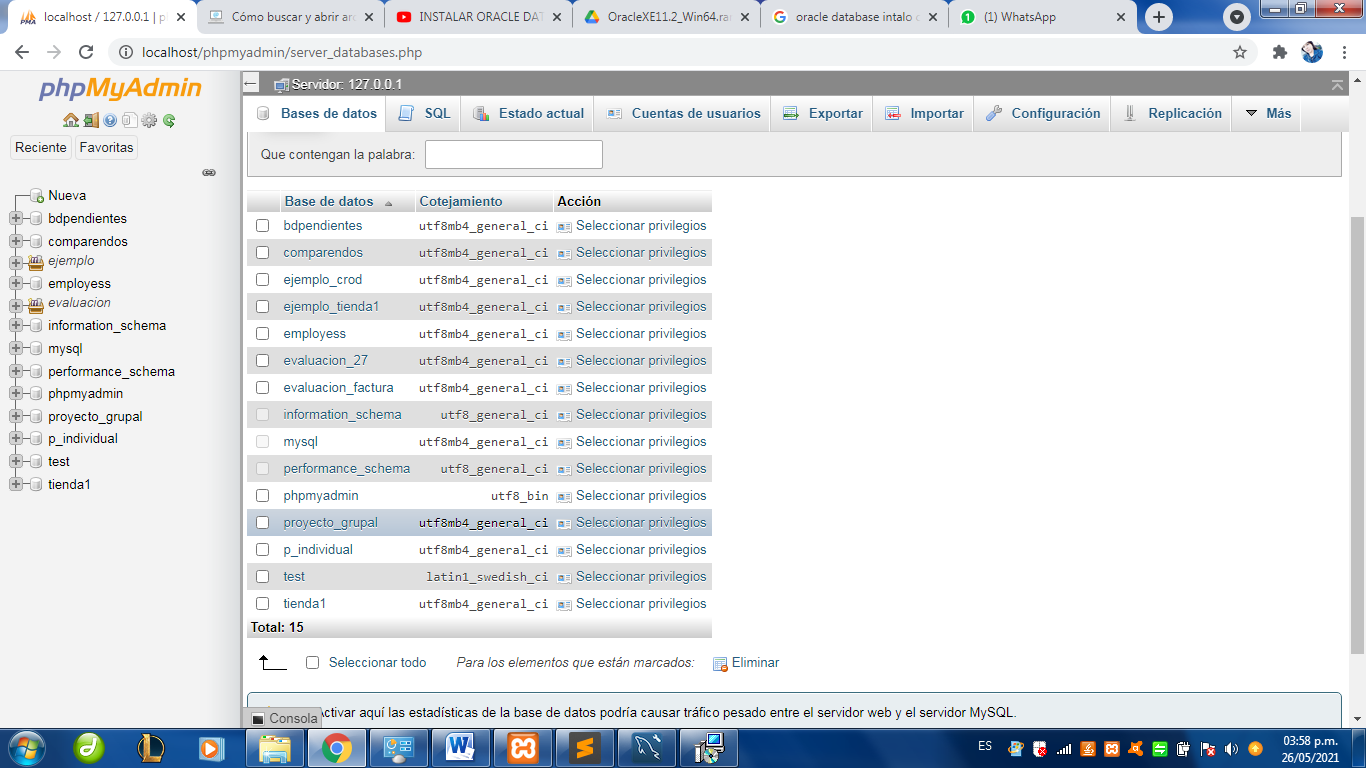 localhost / 127.0.0.1 | p
Cómo buscar y abrir arc
INSTALAR ORACLE DAT
OracleXE11.2_Win64.ra
oracle database intalo c
(1) WhatsApp
localhost/phpmyadmin/server_databases.php
phpMyAdmin
Reciente
Favoritas
Nueva
bdpendientes
comparendos
ejemplo
employess
evaluacion
information_schema
mysql
performance_schema
phpmyadmin
proyecto_grupal
p_individual
test
tienda1
Servidor: 127.0.0.1
Bases de datos SQL Estado actual Cuentas de usuarios Exportar Importar Configuración Replicación Más
Que contengan la palabra:
Base de datos Cotejamiento Acción
bdpendientes utf8mb4_general_ci Seleccionar privilegios
comparendos utf8mb4_general_ci Seleccionar privilegios
ejemplo_crod utf8mb4_general_ci Seleccionar privilegios
ejemplo_tienda1 utf8mb4_general_ci Seleccionar privilegios
employess utf8mb4_general_ci Seleccionar privilegios
evaluacion_27 utf8mb4_general_ci Seleccionar privilegios
evaluacion_factura utf8mb4_general_ci Seleccionar privilegios
information_schema utf8_general_ci Seleccionar privilegios
mysql utf8mb4_general_ci Seleccionar privilegios
performance_schema utf8_general_ci Seleccionar privilegios
phpmyadmin utf8_bin Seleccionar privilegios
proyecto_grupal utf8mb4_general_ci Seleccionar privilegios
p_individual utf8mb4_general_ci Seleccionar privilegios
test latin1_swedish_ci Seleccionar privilegios
tienda1 utf8mb4_general_ci Seleccionar privilegios
Total: 15
Seleccionar todo Para los elementos que están marcados: Eliminar
Activar aquí las estadísticas de la base de datos podría causar tráfico pesado entre el servidor web y el servidor MySQL.
Consola
ES
03:58 p.m.
26/05/2021